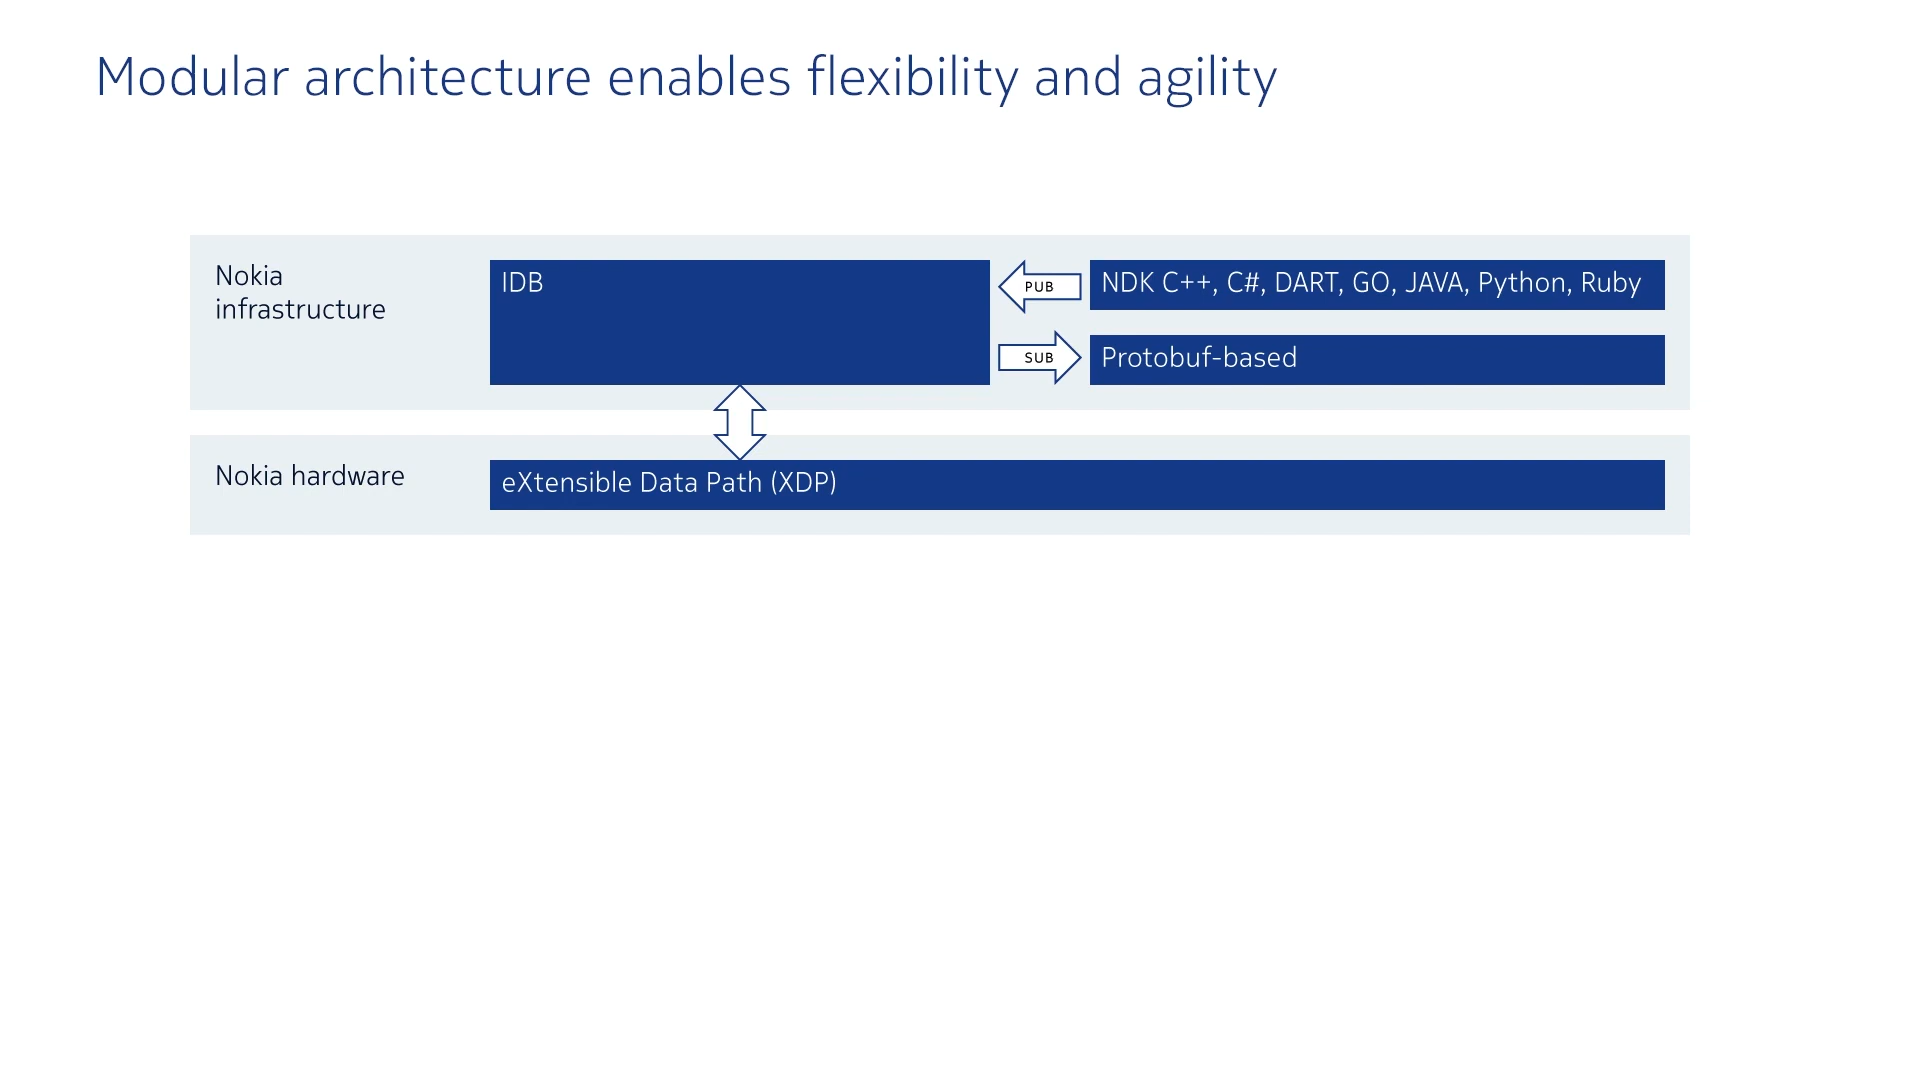 Modular architecture enables flexibility and agility
Nokia
infrastructure
IDB
PUB
NDK C++, C#, DART, GO, JAVA, Python, Ruby
SUB
Protobuf-based
Nokia hardware
eXtensible Data Path (XDP)